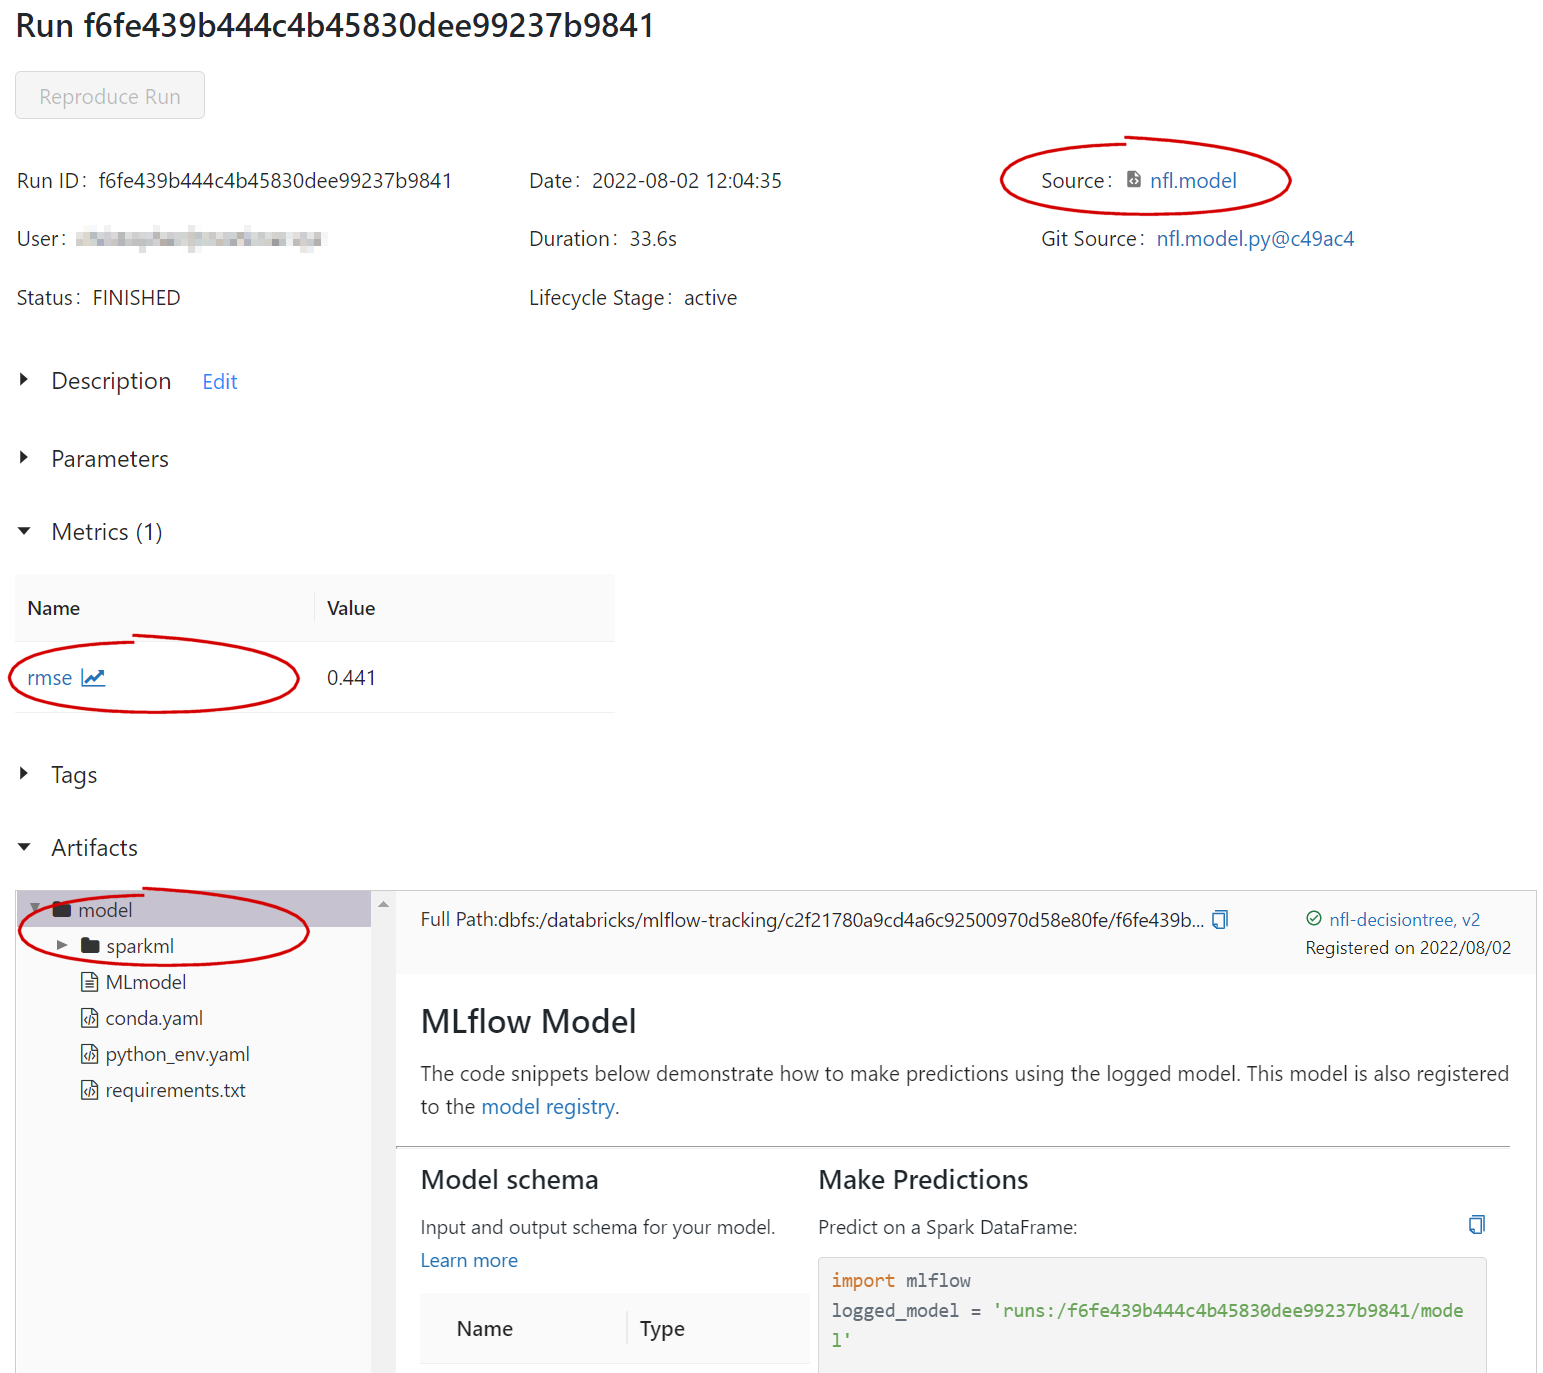 Run f6fe439b444c4b45830dee99237b9841
Reproduce Run
Run ID: f6fe439b444c4b45830dee99237b9841
Date: 2022-08-02 12:04:35
Source: nfl.model
User:
Duration: 33.6s
Git Source: nfl.model.py@c49ac4
Status: FINISHED
Lifecycle Stage: active
Description Edit
Parameters
Metrics (1)
Name Value
rmse 0.441
Tags
Artifacts
model
sparkml
MLmodel
conda.yaml
python_env.yaml
requirements.txt
Full Path:dbfs:/databricks/mlflow-tracking/c2f21780a9cd4a6c92500970d58e80fe/f6fe439b...
nfl-decisiontree, v2
Registered on 2022/08/02
MLflow Model
The code snippets below demonstrate how to make predictions using the logged model. This model is also registered
to the model registry.
Model schema
Input and output schema for your model.
Learn more
Name Type
Make Predictions
Predict on a Spark DataFrame:
import mlflow
logged_model = 'runs:/f6fe439b444c4b45830dee99237b9841/mode
l'